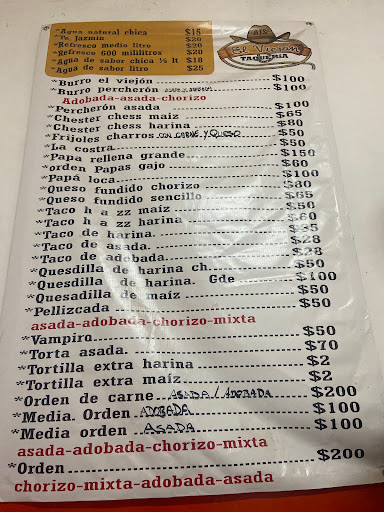 *Agua natural chica $15
*Te. Jazmin $20
*Refresco medio litro $20
*Refresco 600 mililitros $20
*Agua de sabor chica ½ lt $18
*Agua de sabor litro $25
El Viejón
TAQUERIA
*Burro el viejón $100
*Burro percherón $100
Adobada-asada-chorizo
*Percherón asada $100
*Chester chess maiz $65
*Chester chess harina $80
*Frijoles charros CON CARNE Y QUESO $50
*La costra $50
*Papa rellena grande $150
*orden Papas gajo $60
*Papá loca $100
*Queso fundido chorizo $80
*Queso fundido sencillo $65
*Taco h a zz maiz $50
*Taco h a zz harina $60
*Taco de harina $35
*Taco de asada. $28
*Taco de adobada $28
*Quesdilla de harina ch $50
*Quesdilla de harina. Gde $100
*Quesadilla de maíz $50
*Pellizcada $50
asada-adobada-chorizo-mixta
*Vampiro $50
*Torta asada. $70
*Tortilla extra harina $2
*Tortilla extra maíz $2
*Orden de carne ASADA / ADOBADA $200
*Media. Orden ADOBADA $100
*Media orden ASADA $100
asada-adobada-chorizo-mixta
*Orden $200
chorizo-mixta-adobada-asada